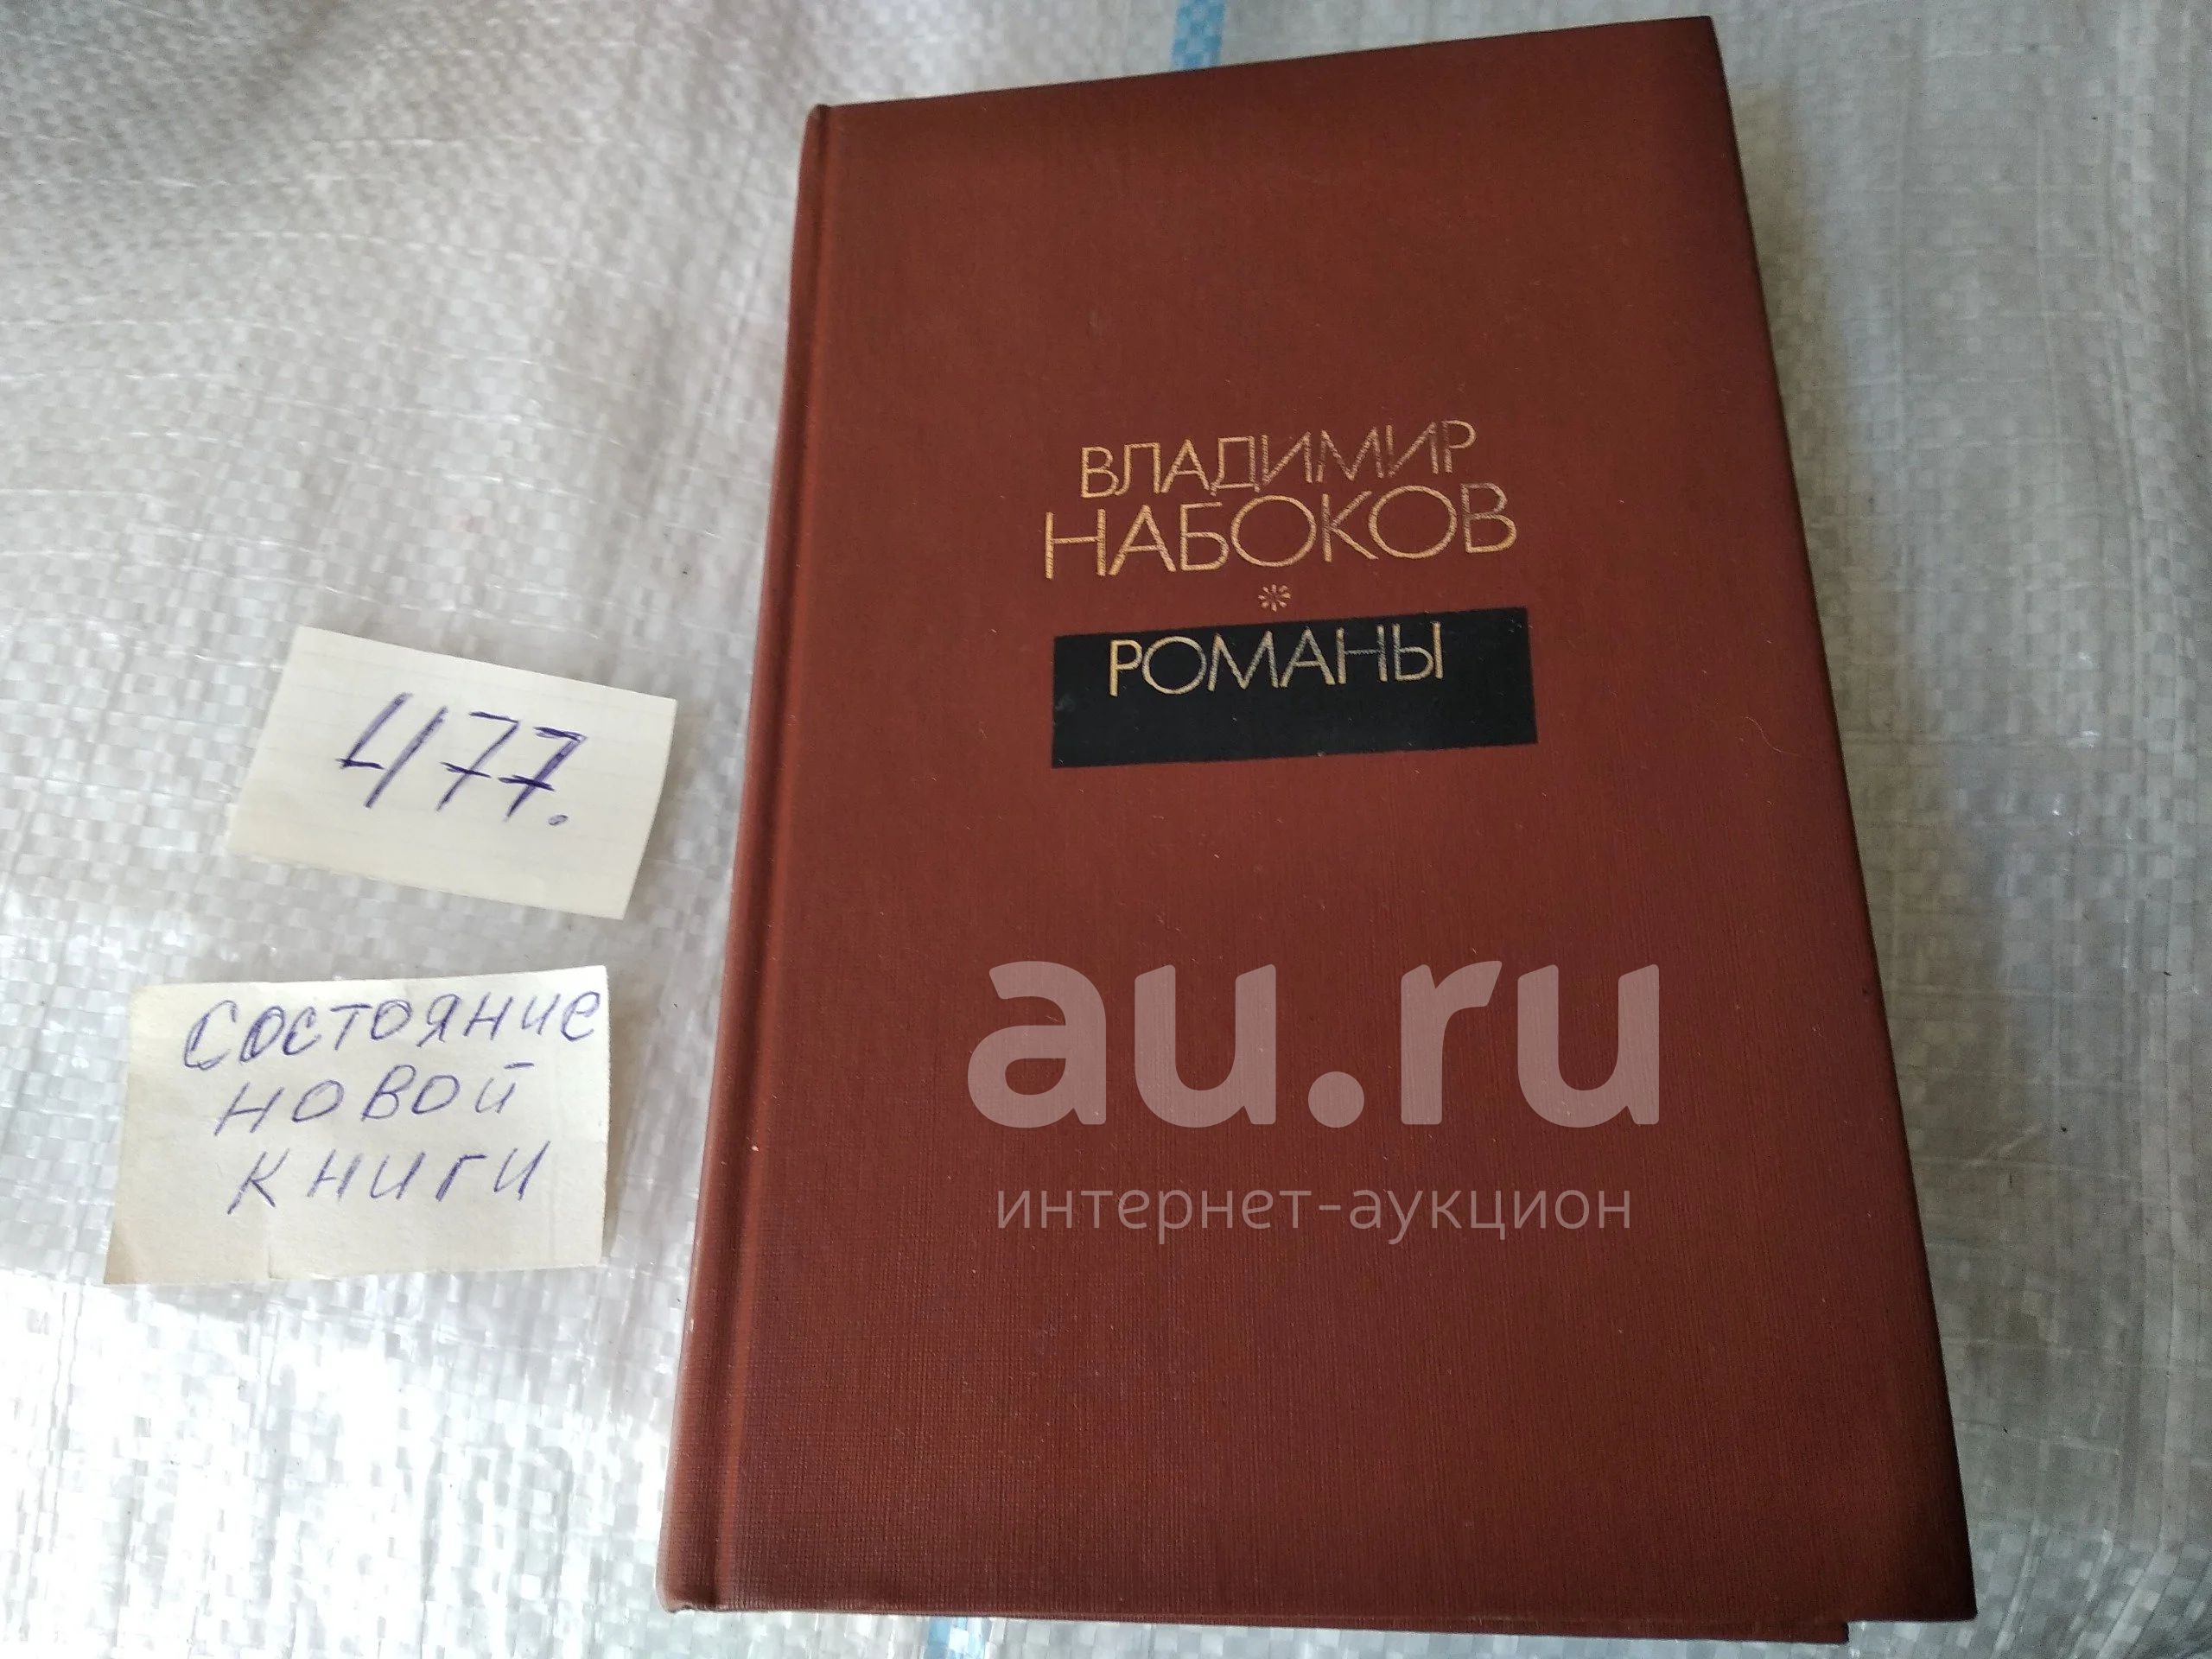 ВЛАДИМИР
НАБОКОВ
РОМАНЫ
477.
Состояние
новой
книги
au.ru
интернет-аукцион